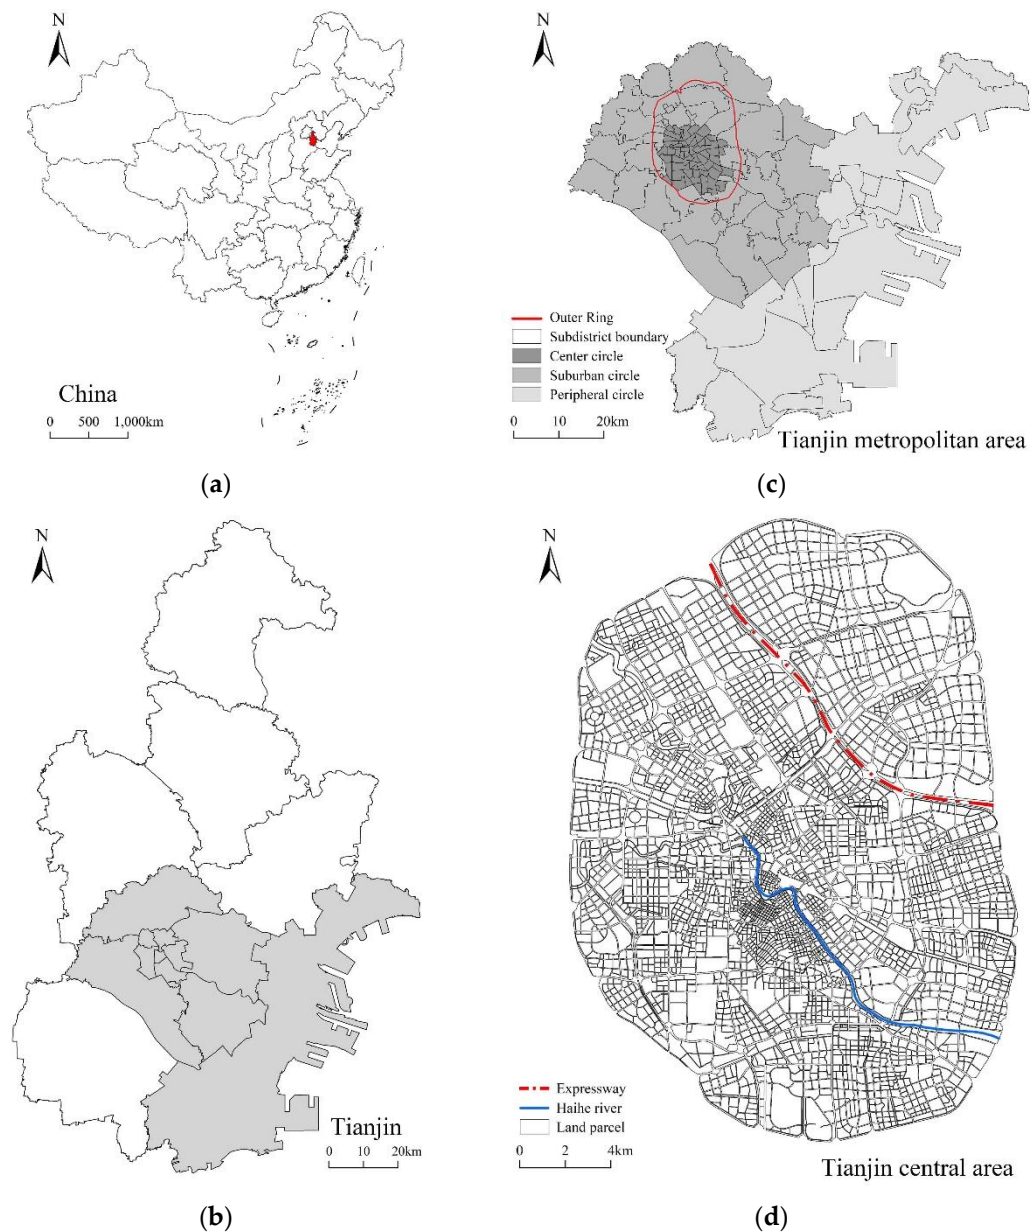 N
China
0 500 1,000km
(a)
N
Outer Ring
Subdistrict boundary
Center circle
Suburban circle
Peripheral circle
0 10 20km
Tianjin metropolitan area
(c)
N
Tianjin
0 10 20km
(b)
N
Expressway
Haihe river
Land parcel
0 2 4km
Tianjin central area
(d)